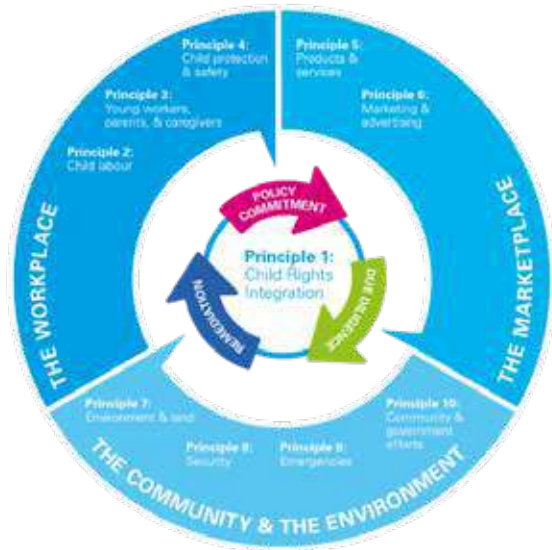 Principle 4:
Child protection
& safety
Principle 3:
Young workers,
parents, & caregivers
Principle 2:
Child labour
THE WORKPLACE
Principle 5:
Products &
services
Principle 6:
Marketing &
advertising
THE MARKETPLACE
POLICY
COMMITMENT
DUE DILIGENCE
REMEDIATION
Principle 1:
Child Rights
Integration
Principle 7:
Environment & land
Principle 8:
Security
Principle 9:
Emergencies
Principle 10:
Community &
government
efforts
THE COMMUNITY & THE ENVIRONMENT